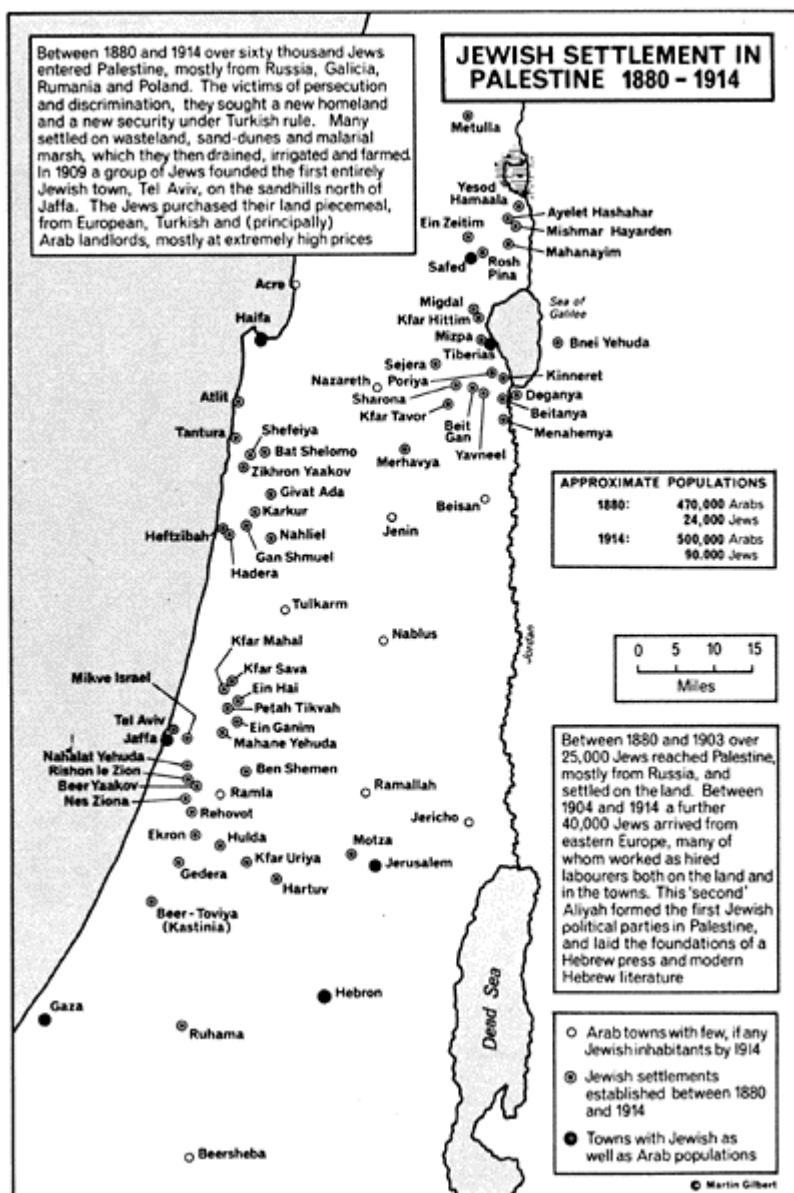 Between 1880 and 1914 over sixty thousand Jews
entered Palestine, mostly from Russia, Galicia,
Rumania and Poland. The victims of persecution
and discrimination, they sought a new homeland
and a new security under Turkish rule. Many
settled on wasteland, sand-dunes and malarial
marsh, which they then drained, irrigated and farmed.
In 1909 a group of Jews founded the first entirely
Jewish town, Tel Aviv, on the sandhills north of
Jaffa. The Jews purchased their land piecemeal,
from European, Turkish and (principally)
Arab landlords, mostly at extremely high prices
JEWISH SETTLEMENT IN
PALESTINE 1880 - 1914
Metulla
Yesod
Hamaala
Ayelet Hashahar
Mishmar Hayarden
Ein Zeitim
Mahanayim
Safed
Rosh
Pina
Acre
Migdal
Sea of
Galilee
Kfar Hittim
Haifa
Mizpa
Bnei Yehuda
Tiberias
Sejera
Poriya
Kinneret
Nazareth
Sharona
Deganya
Atlit
Kfar Tavor
Beitanya
Beit
Gan
Menahemya
Yavneel
Tantura
Shefeiya
Bat Shelomo
Merhavya
Zikhron Yaakov
Givat Ada
Beisan
Karkur
Jenin
Heftzibah
Nahliel
Gan Shmuel
Hadera
APPROXIMATE POPULATIONS
1880: 470,000 Arabs
24,000 Jews
1914: 500,000 Arabs
90.000 Jews
Tulkarm
Nablus
Jordan
Kfar Mahal
Kfar Sava
Mikve Israel
Ein Hai
Petah Tikvah
Tel Aviv
Ein Ganim
Jaffa
Mahane Yehuda
Nahalat Yehuda
Rishon le Zion
Ben Shemen
Beer Yaakov
Ramla
Ramallah
Nes Ziona
Rehovot
Jericho
Ekron
Hulda
Motza
Kfar Uriya
Jerusalem
Gedera
Hartuv
Beer-Toviya
(Kastinia)
Hebron
Gaza
Ruhama
Dead Sea
Beersheba
0 5 10 15
Miles
Between 1880 and 1903 over
25,000 Jews reached Palestine,
mostly from Russia, and
settled on the land. Between
1904 and 1914 a further
40,000 Jews arrived from
eastern Europe, many of
whom worked as hired
labourers both on the land and
in the towns. This 'second'
Aliyah formed the first Jewish
political parties in Palestine,
and laid the foundations of a
Hebrew press and modern
Hebrew literature
Arab towns with few, if any
Jewish inhabitants by 1914
Jewish settlements
established between 1880
and 1914
Towns with Jewish as
well as Arab populations
© Martin Gilbert